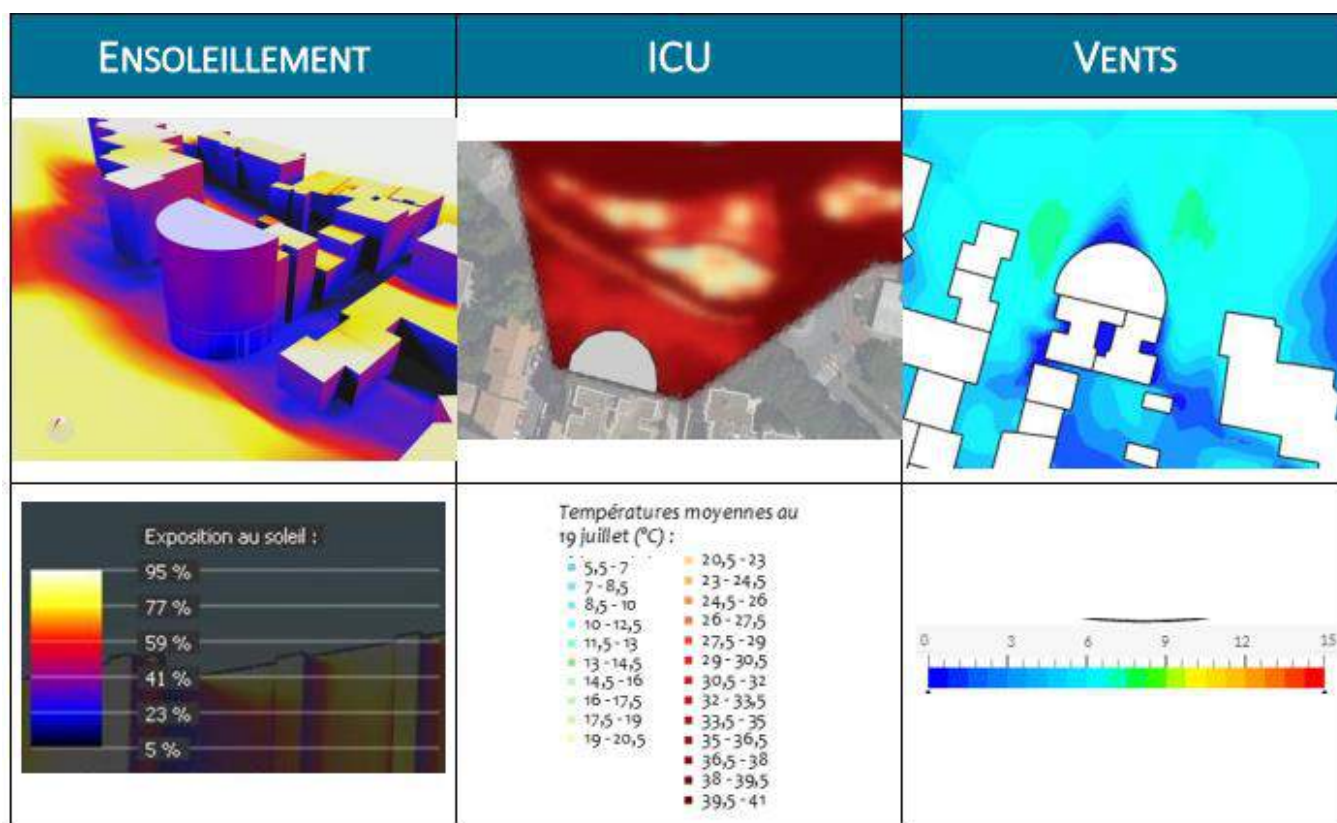 ENSOLEILLEMENT
ICU
VENTS
Exposition au soleil :
95 %
77 %
59 %
41 %
23 %
5 %
Températures moyennes au
19 juillet (°C) :
5,5 - 7
7 - 8,5
8,5 - 10
10 - 12,5
11,5 - 13
13 - 14,5
14,5 - 16
16 - 17,5
17,5 - 19
19 - 20,5
20,5 - 23
23 - 24,5
24,5 - 26
26 - 27,5
27,5 - 29
29 - 30,5
30,5 - 32
32 - 33,5
33,5 - 35
35 - 36,5
36,5 - 38
38 - 39,5
39,5 - 41
0 3 6 9 12 15